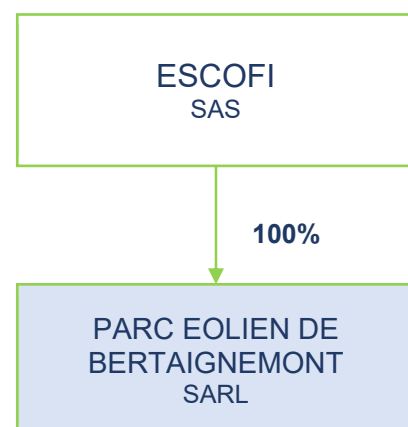 ESCOFI
SAS
100%
PARC EOLIEN DE
BERTAIGNEMONT
SARL